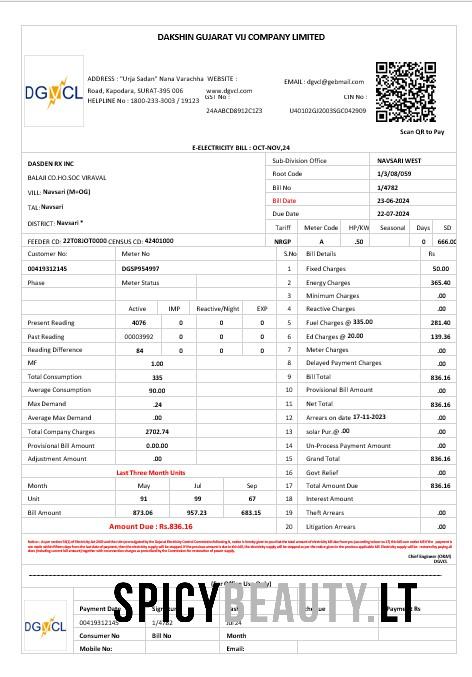 DAKSHIN GUJARAT VIJ COMPANY LIMITED
DGVCL
ADDRESS : "Urja Sadan" Nana Varachha
Road, Kapodara, SURAT-395 006
HELPLINE No : 1800-233-3003 / 19123
WEBSITE :
www.dgvcl.com
GST No :
24AABCD8912C1Z3
EMAIL : dgvcl@gebmail.com
CIN No :
U40102GJ2003SGC042909
Scan QR to Pay
E-ELECTRICITY BILL : OCT-NOV,24
DASDEN RX INC
BALAJI CO.HO.SOC VIRAVAL
VILL: Navsari (M+OG)
TAL: Navsari
DISTRICT: Navsari *
Sub-Division Office NAVSARI WEST
Root Code 1/3/08/059
Bill No 1/4782
Bill Date 23-06-2024
Due Date 22-07-2024
Tariff Meter Code HP/KW Seasonal Days SD
FEEDER CD: 22T08JOT0000 CENSUS CD: 42401000 NRGP A .50 0 666.00
Customer No: Meter No S.No Bill Details Rs
00419312145 DGSP954997 1 Fixed Charges 50.00
Phase Meter Status 2 Energy Charges 365.40
3 Minimum Charges .00
Active IMP Reactive/Night EXP 4 Reactive Charges .00
Present Reading 4076 0 0 0 5 Fuel Charges @ 335.00 281.40
Past Reading 00003992 0 0 0 6 Ed Charges @ 20.00 139.36
Reading Difference 84 0 0 0 7 Meter Charges .00
MF 1.00 8 Delayed Payment Charges .00
Total Consumption 335 9 Bill Total 836.16
Average Consumption 90.00 10 Provisional Bill Amount .00
Max Demand .24 11 Net Total 836.16
Average Max Demand .00 12 Arrears on date 17-11-2023 .00
Total Company Charges 2702.74 13 solar Pur.@ .00 .00
Provisional Bill Amount 0.00.00 14 Un-Process Payment Amount .00
Adjustment Amount .00 15 Grand Total 836.16
Last Three Month Units 16 Govt Relief .00
Month May Jul Sep 17 Total Amount Due 836.16
Unit 91 99 67 18 Interest Amount
Bill Amount 873.06 957.23 683.15 19 Theft Arrears .00
Amount Due : Rs.836.16 20 Litigation Arrears .00
Chief Engineer (O&M)
DGVCL
(For Office Use Only)
SPICYBEAUTY.LT
DGVCL
Payment Date
00419312145 1/4782
Consumer No Bill No Month
Mobile No: Email: